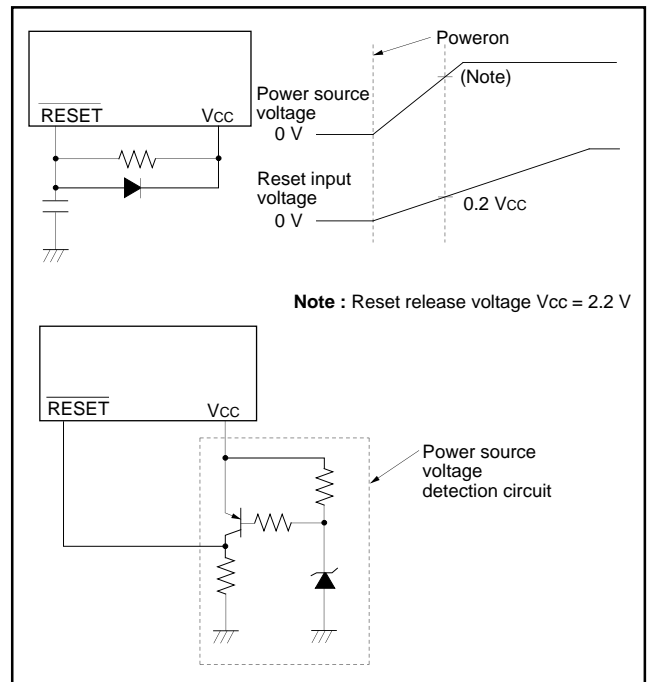 Poweron
(Note)
RESET
VCC
Power source
voltage
0 V
Reset input
voltage
0 V
0.2 VCC
Note : Reset release voltage Vcc = 2.2 V
RESET
VCC
Power source
voltage
detection circuit